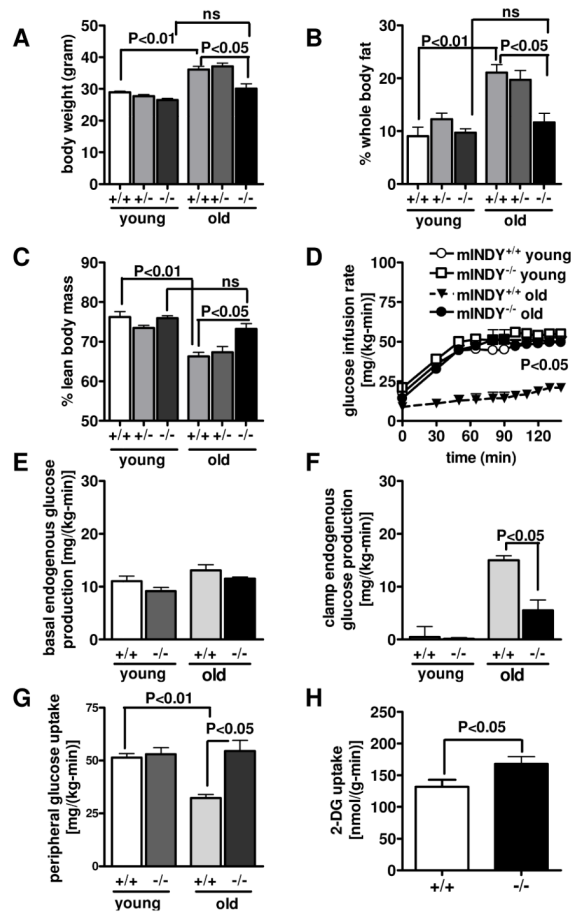 A
ns
P<0.01
P<0.05
body weight (gram)
50
40
30
20
10
0
+/+ +/- -/- +/+ +/- -/-
young old
B
ns
P<0.01
P<0.05
% whole body fat
30
20
10
0
+/+ +/- -/- +/+ +/- -/-
young old
C
P<0.01
ns
P<0.05
% lean body mass
90
80
70
60
50
+/+ +/- -/- +/+ +/- -/-
young old
D
mINDY+/+ young
mINDY-/- young
mINDY+/+ old
mINDY-/- old
glucose infusion rate
[mg/(kg-min)]
100
75
50
25
0
P<0.05
0 30 60 90 120
time (min)
E
basal endogenous glucose
production [mg/(kg-min)]
30
20
10
0
+/+ -/- +/+ -/-
young old
F
clamp endogenous
glucose production
[mg/(kg-min)]
30
20
10
0
P<0.05
+/+ -/- +/+ -/-
young old
G
P<0.01
P<0.05
peripheral glucose uptake
[mg/(kg-min)]
75
50
25
0
+/+ -/- +/+ -/-
young old
H
P<0.05
2-DG uptake
[nmol/(g-min)]
250
200
150
100
50
0
+/+ -/-